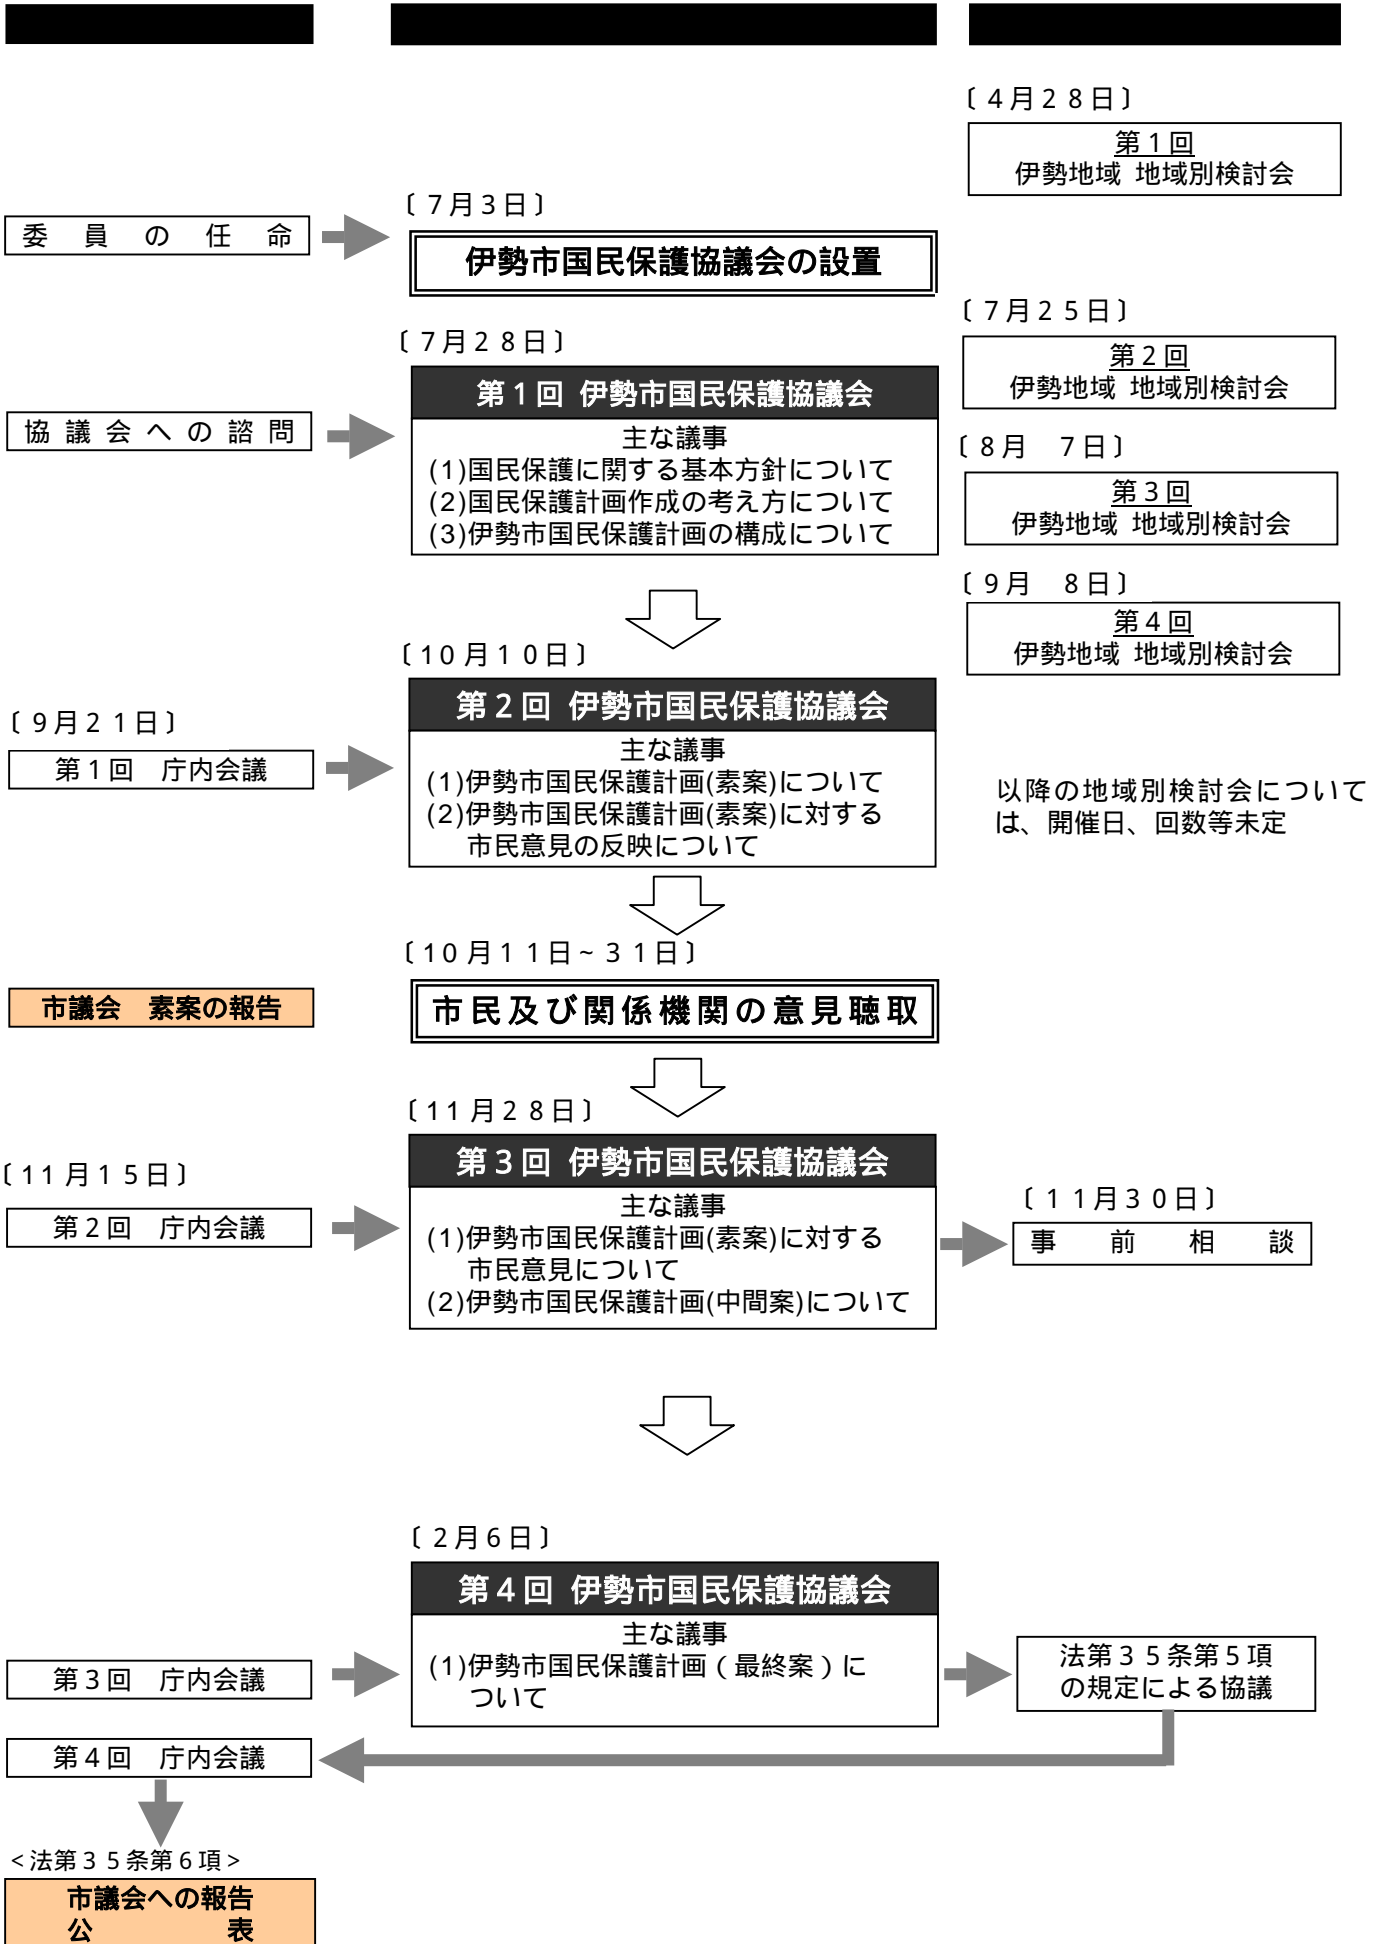 〔４月２８日〕
第１回
伊勢地域 地域別検討会
〔７月３日〕
委員の任命
伊勢市国民保護協議会の設置
〔７月２５日〕
第２回
伊勢地域 地域別検討会
〔７月２８日〕
第１回 伊勢市国民保護協議会
協議会への諮問
主な議事
(1)国民保護に関する基本方針について
(2)国民保護計画作成の考え方について
(3)伊勢市国民保護計画の構成について
〔８月　７日〕
第３回
伊勢地域 地域別検討会
〔９月　８日〕
第４回
伊勢地域 地域別検討会
〔10月１０日〕
第２回 伊勢市国民保護協議会
〔９月２１日〕
第１回　庁内会議
主な議事
(1)伊勢市国民保護計画(素案)について
(2)伊勢市国民保護計画(素案)に対する
市民意見の反映について
以降の地域別検討会について
は、開催日、回数等未定
〔10月１１日~３１日〕
市議会　素案の報告
市民及び関係機関の意見聴取
〔11月２８日〕
第３回 伊勢市国民保護協議会
〔11月１５日〕
第２回　庁内会議
主な議事
(1)伊勢市国民保護計画(素案)に対する
市民意見について
(2)伊勢市国民保護計画(中間案)について
〔１１月３０日〕
事前相談
〔２月６日〕
第４回 伊勢市国民保護協議会
第３回　庁内会議
主な議事
(1)伊勢市国民保護計画（最終案）に
ついて
法第３５条第５項
の規定による協議
第４回　庁内会議
<法第３５条第６項>
市議会への報告
公　　　　表